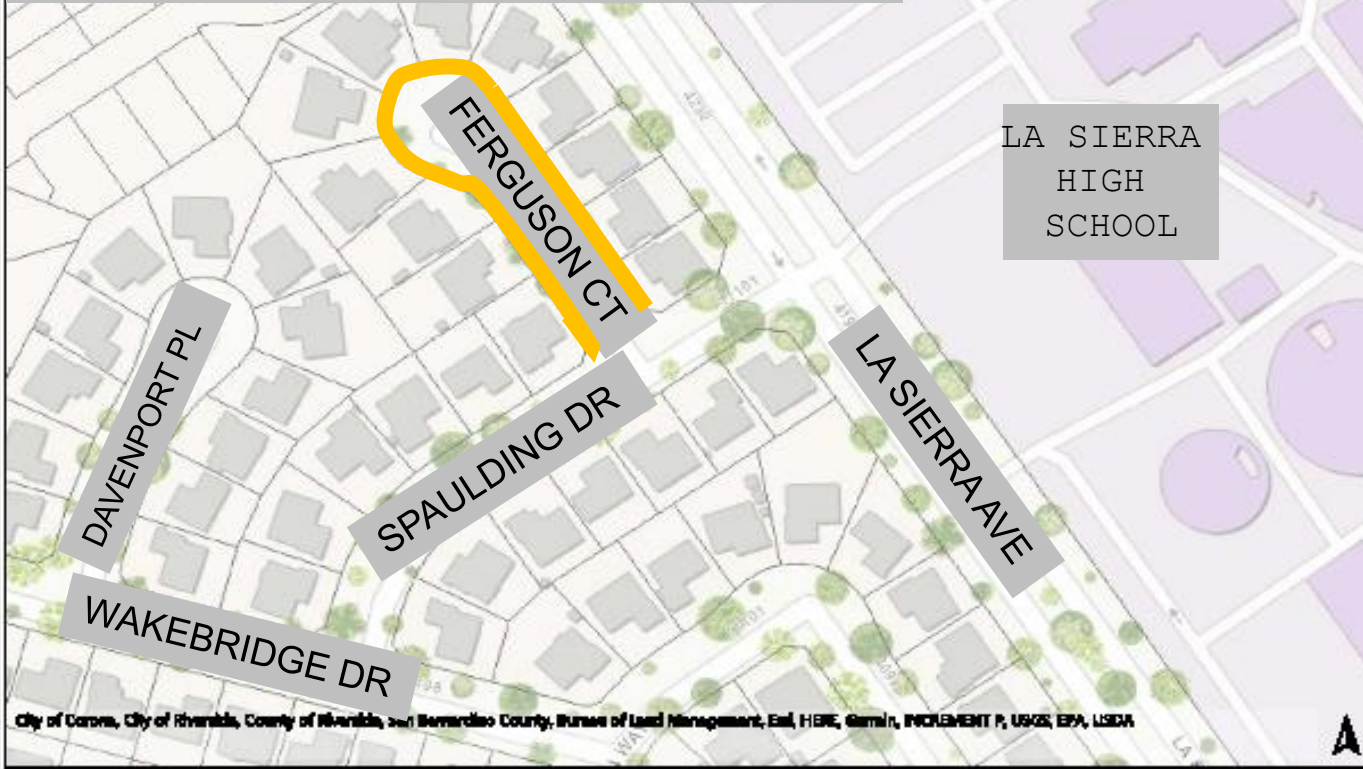 FERGUSON CT
LA SIERRA
HIGH
SCHOOL
DAVENPORT PL
SPAULDING DR
LA SIERRA AVE
WAKEBRIDGE DR
City of Corona, City of Riverside, County of Riverside, San Bernardino County, Bureau of Land Management, Esri, HERE, Garmin, INCREMENT P, USGS, EPA, USDA
WA
LA